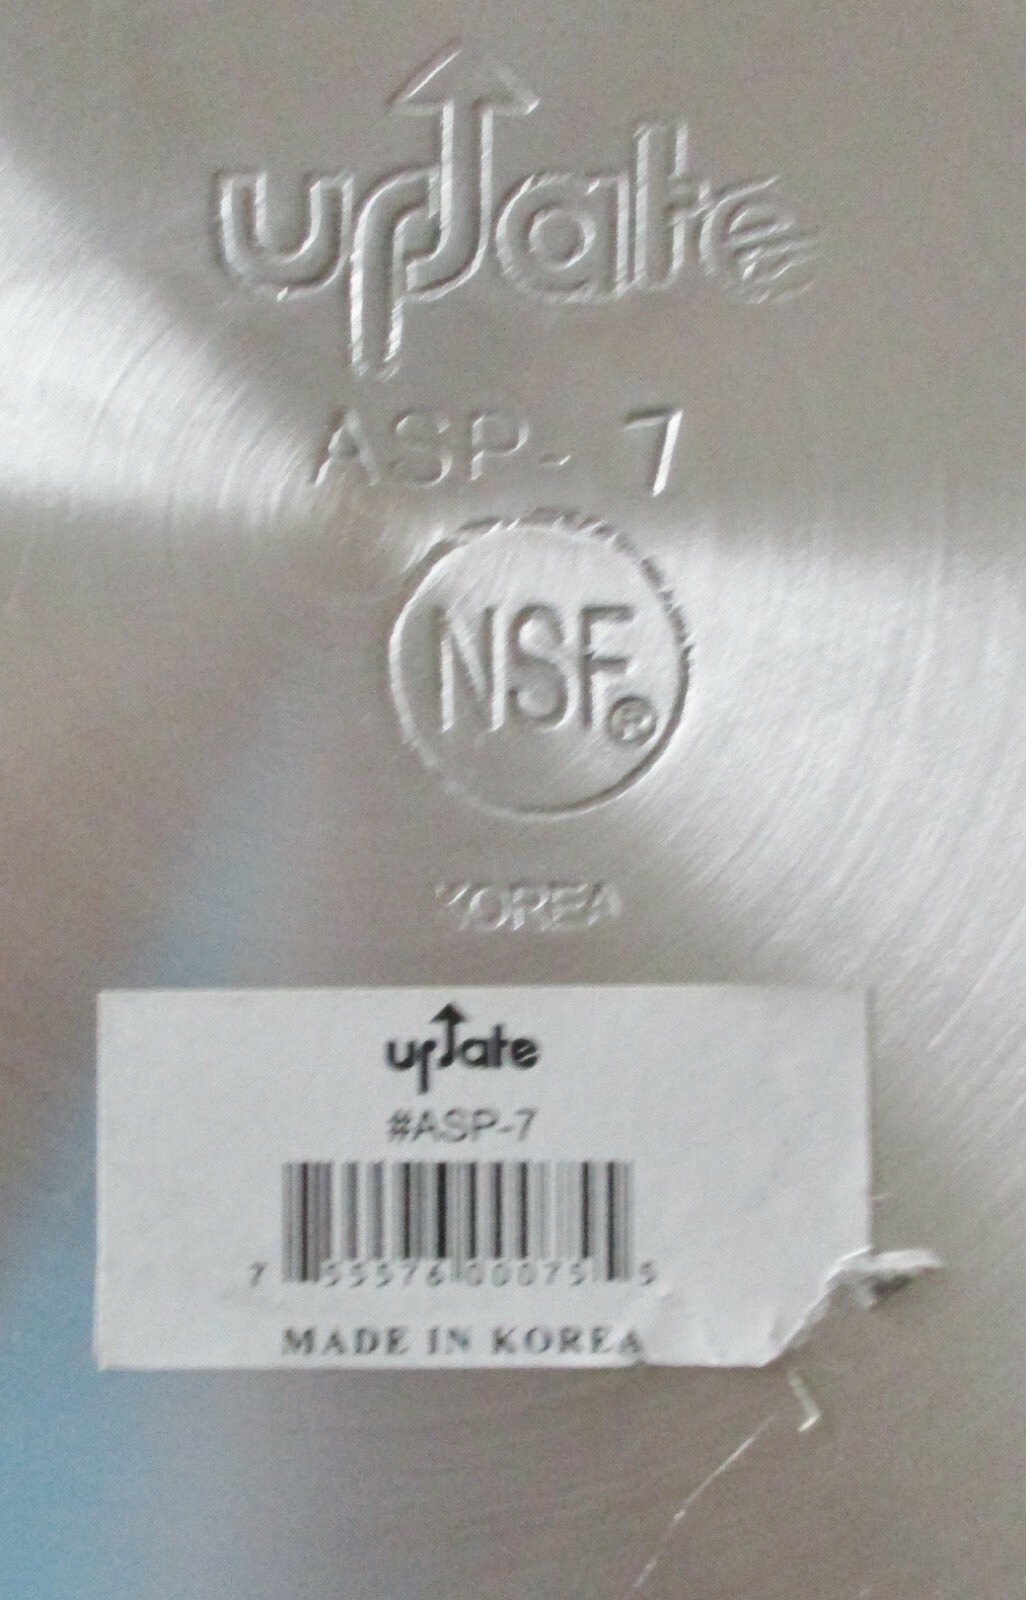 update
ASP-7
NSF®
KOREA
update
#ASP-7
7 55576 00075 5
MADE IN KOREA